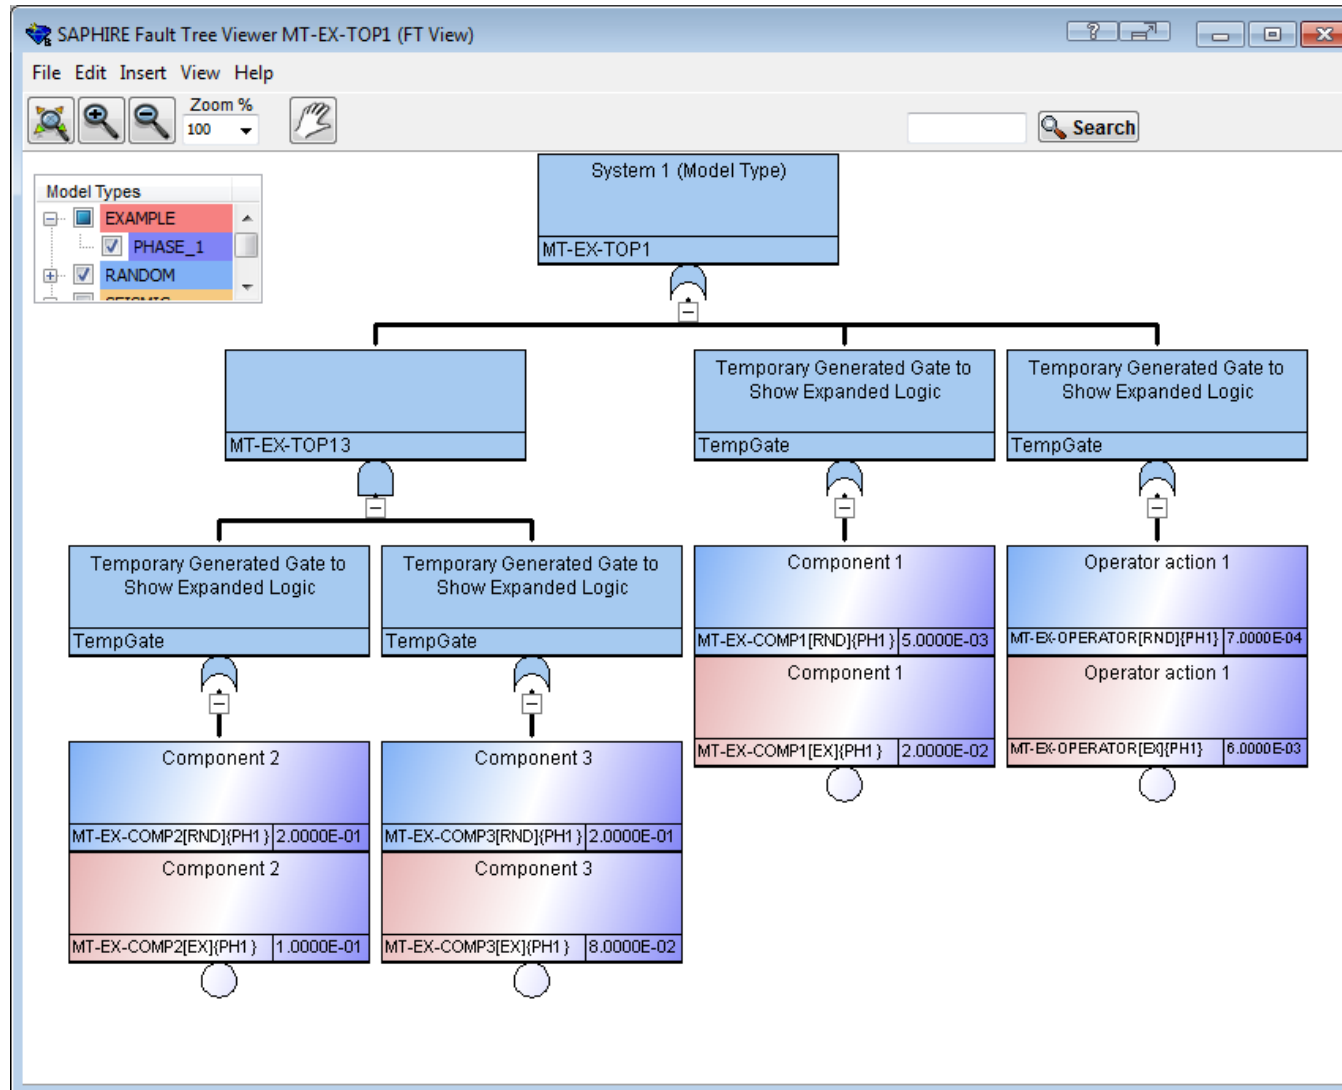 SAPHIRE Fault Tree Viewer MT-EX-TOP1 (FT View)
File Edit Insert View Help
Zoom %
100
Search
Model Types
EXAMPLE
PHASE_1
RANDOM
SEISMIC
System 1 (Model Type)
MT-EX-TOP1
MT-EX-TOP13
Temporary Generated Gate to
Show Expanded Logic
TempGate
Temporary Generated Gate to
Show Expanded Logic
TempGate
Temporary Generated Gate to
Show Expanded Logic
TempGate
Temporary Generated Gate to
Show Expanded Logic
TempGate
Component 1
MT-EX-COMP1[RND]{PH1} 5.0000E-03
Component 1
MT-EX-COMP1[EX]{PH1} 2.0000E-02
Operator action 1
MT-EX-OPERATOR[RND]{PH1} 7.0000E-04
Operator action 1
MT-EX-OPERATOR[EX]{PH1} 6.0000E-03
Component 2
MT-EX-COMP2[RND]{PH1} 2.0000E-01
Component 2
MT-EX-COMP2[EX]{PH1} 1.0000E-01
Component 3
MT-EX-COMP3[RND]{PH1} 2.0000E-01
Component 3
MT-EX-COMP3[EX]{PH1} 8.0000E-02